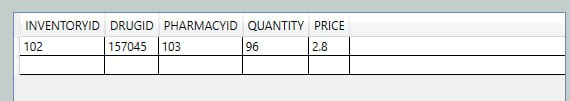 INVENTORYID DRUGID PHARMACYID QUANTITY PRICE
102 157045 103 96 2.8